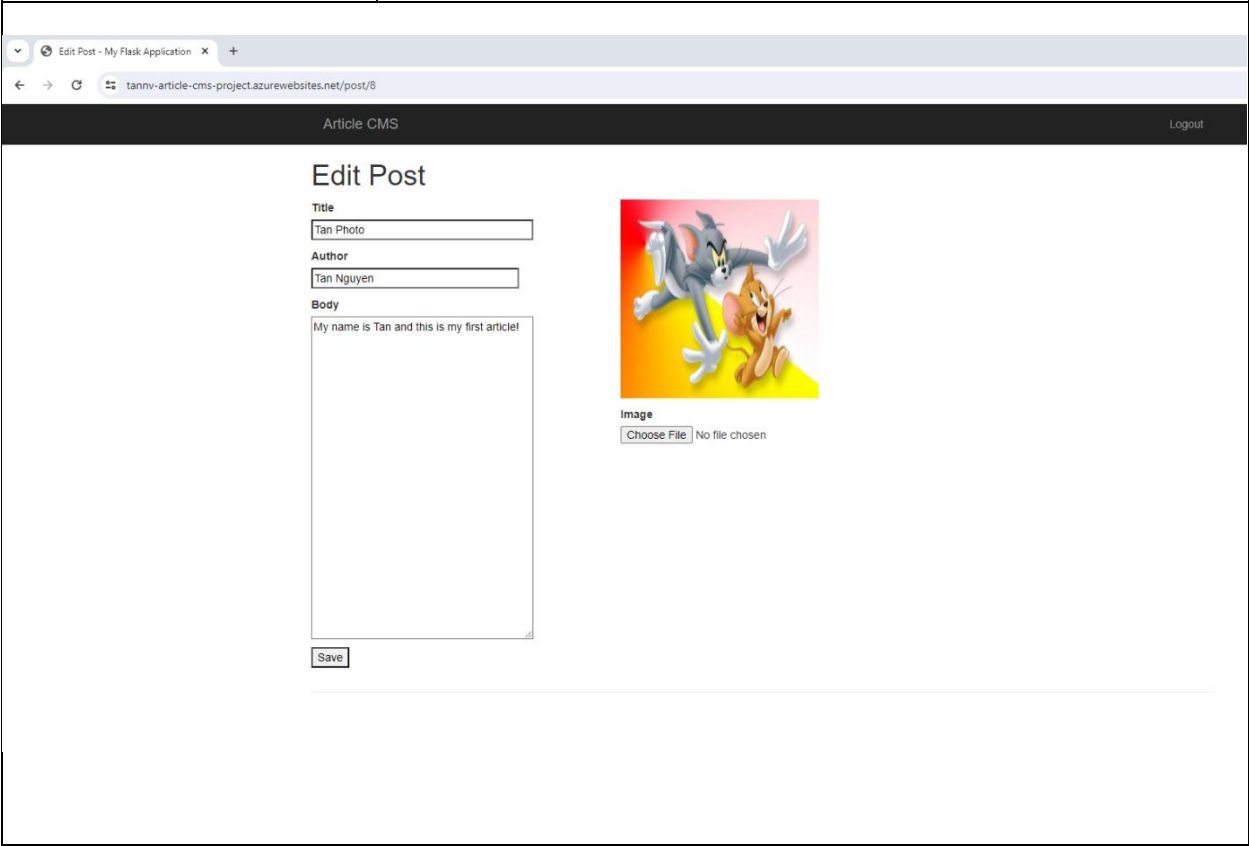 Edit Post - My Flask Application
tannv-article-cms-project.azurewebsites.net/post/8
Article CMS
Logout
Edit Post
Title
Tan Photo
Author
Tan Nguyen
Body
My name is Tan and this is my first article!
Image
Choose File No file chosen
Save